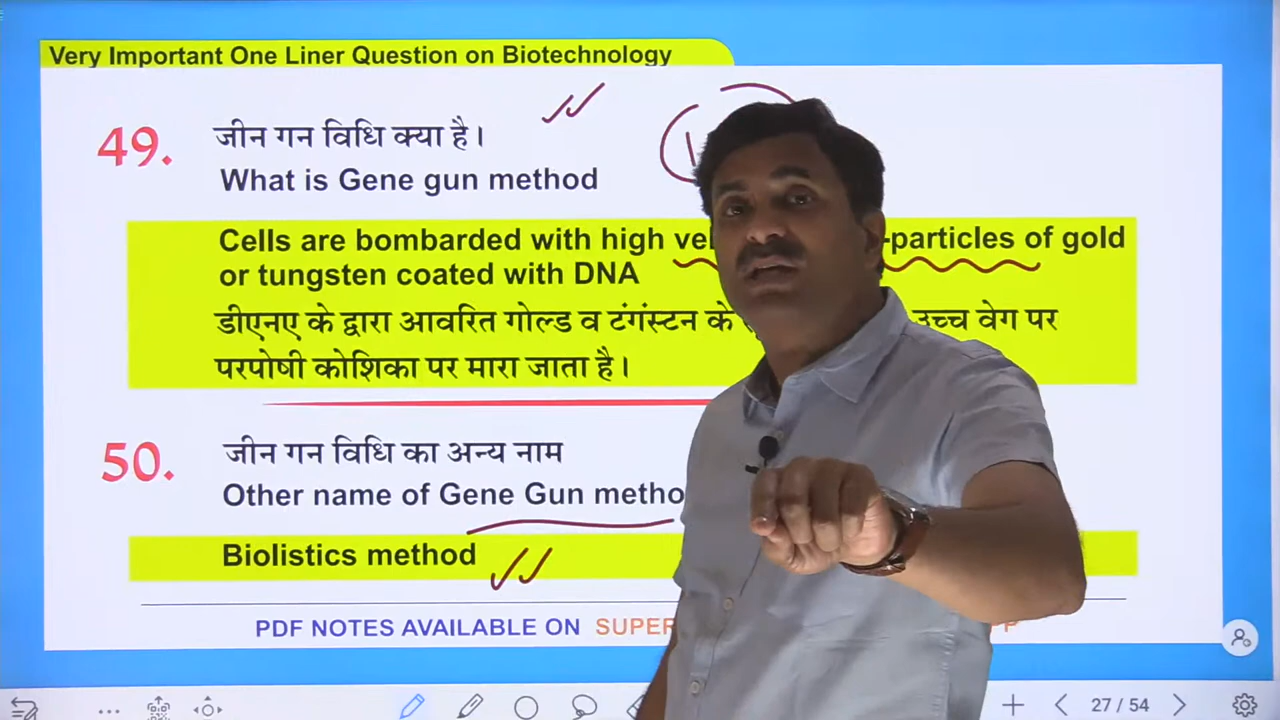 Very Important One Liner Question on Biotechnology
49. जीन गन विधि क्या है।
What is Gene gun method
Cells are bombarded with high -particles of gold
or tungsten coated with DNA
डीएनए के द्वारा आवरित गोल्ड व टंगंस्टन के उच्च वेग पर
परपोषी कोशिका पर मारा जाता है।
50. जीन गन विधि का अन्य नाम
Other name of Gene Gun metho
Biolistics method
PDF NOTES AVAILABLE ON SUPER
27 / 54